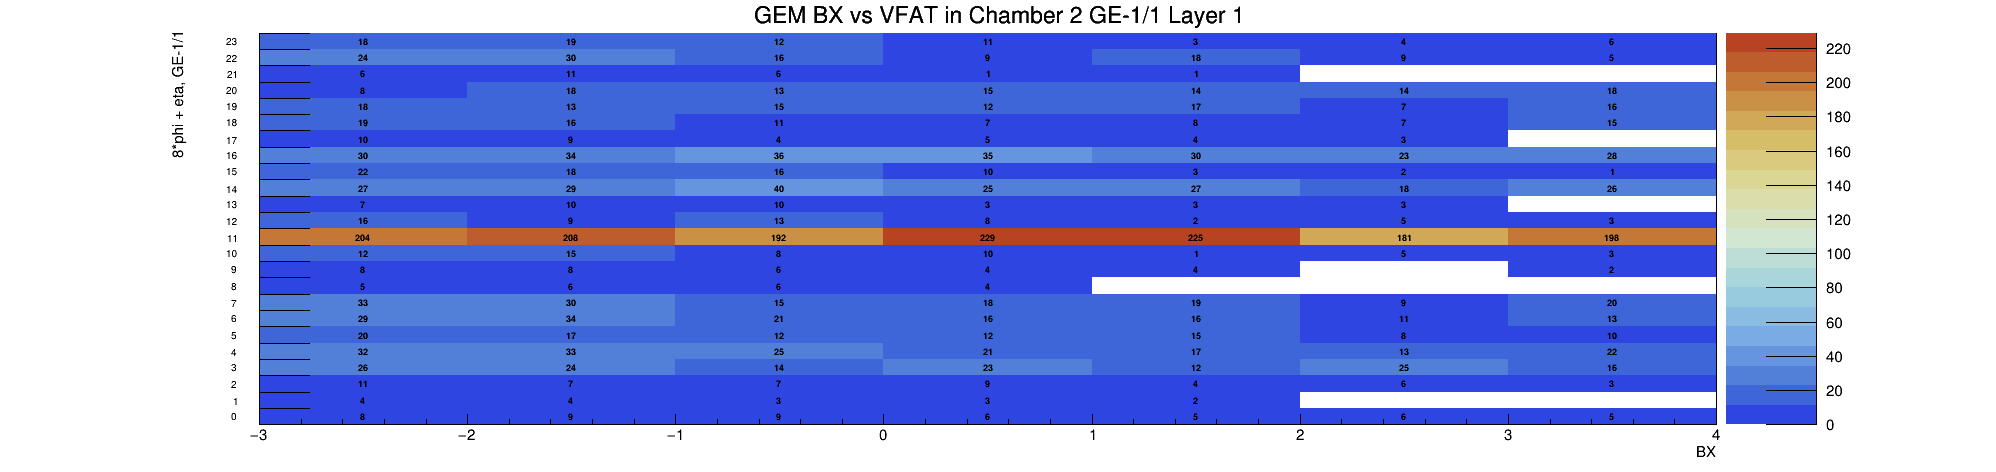 GEM BX vs VFAT in Chamber 2 GE-1/1 Layer 1
8*phi + eta, GE-1/1
23 18 19 12 11 3 4 6
22 24 30 16 9 18 9 5
21 6 11 6 1 1
20 8 18 13 15 14 14 18
19 18 13 15 12 17 7 16
18 19 16 11 7 8 7 15
17 10 9 4 5 4 3
16 30 34 36 35 30 23 28
15 22 18 16 10 3 2 1
14 27 29 40 25 27 18 26
13 7 10 10 3 3 3
12 16 9 13 8 2 5 3
11 204 208 192 229 225 181 198
10 12 15 8 10 1 5 3
9 8 8 6 4 4 2
8 5 6 6 4
7 33 30 15 18 19 9 20
6 29 34 21 16 16 11 13
5 20 17 12 12 15 8 10
4 32 33 25 21 17 13 22
3 26 24 14 23 12 25 16
2 11 7 7 9 4 6 3
1 4 4 3 3 2
0 8 9 9 6 5 6 5
−3 −2 −1 0 1 2 3 4
BX
220
200
180
160
140
120
100
80
60
40
20
0